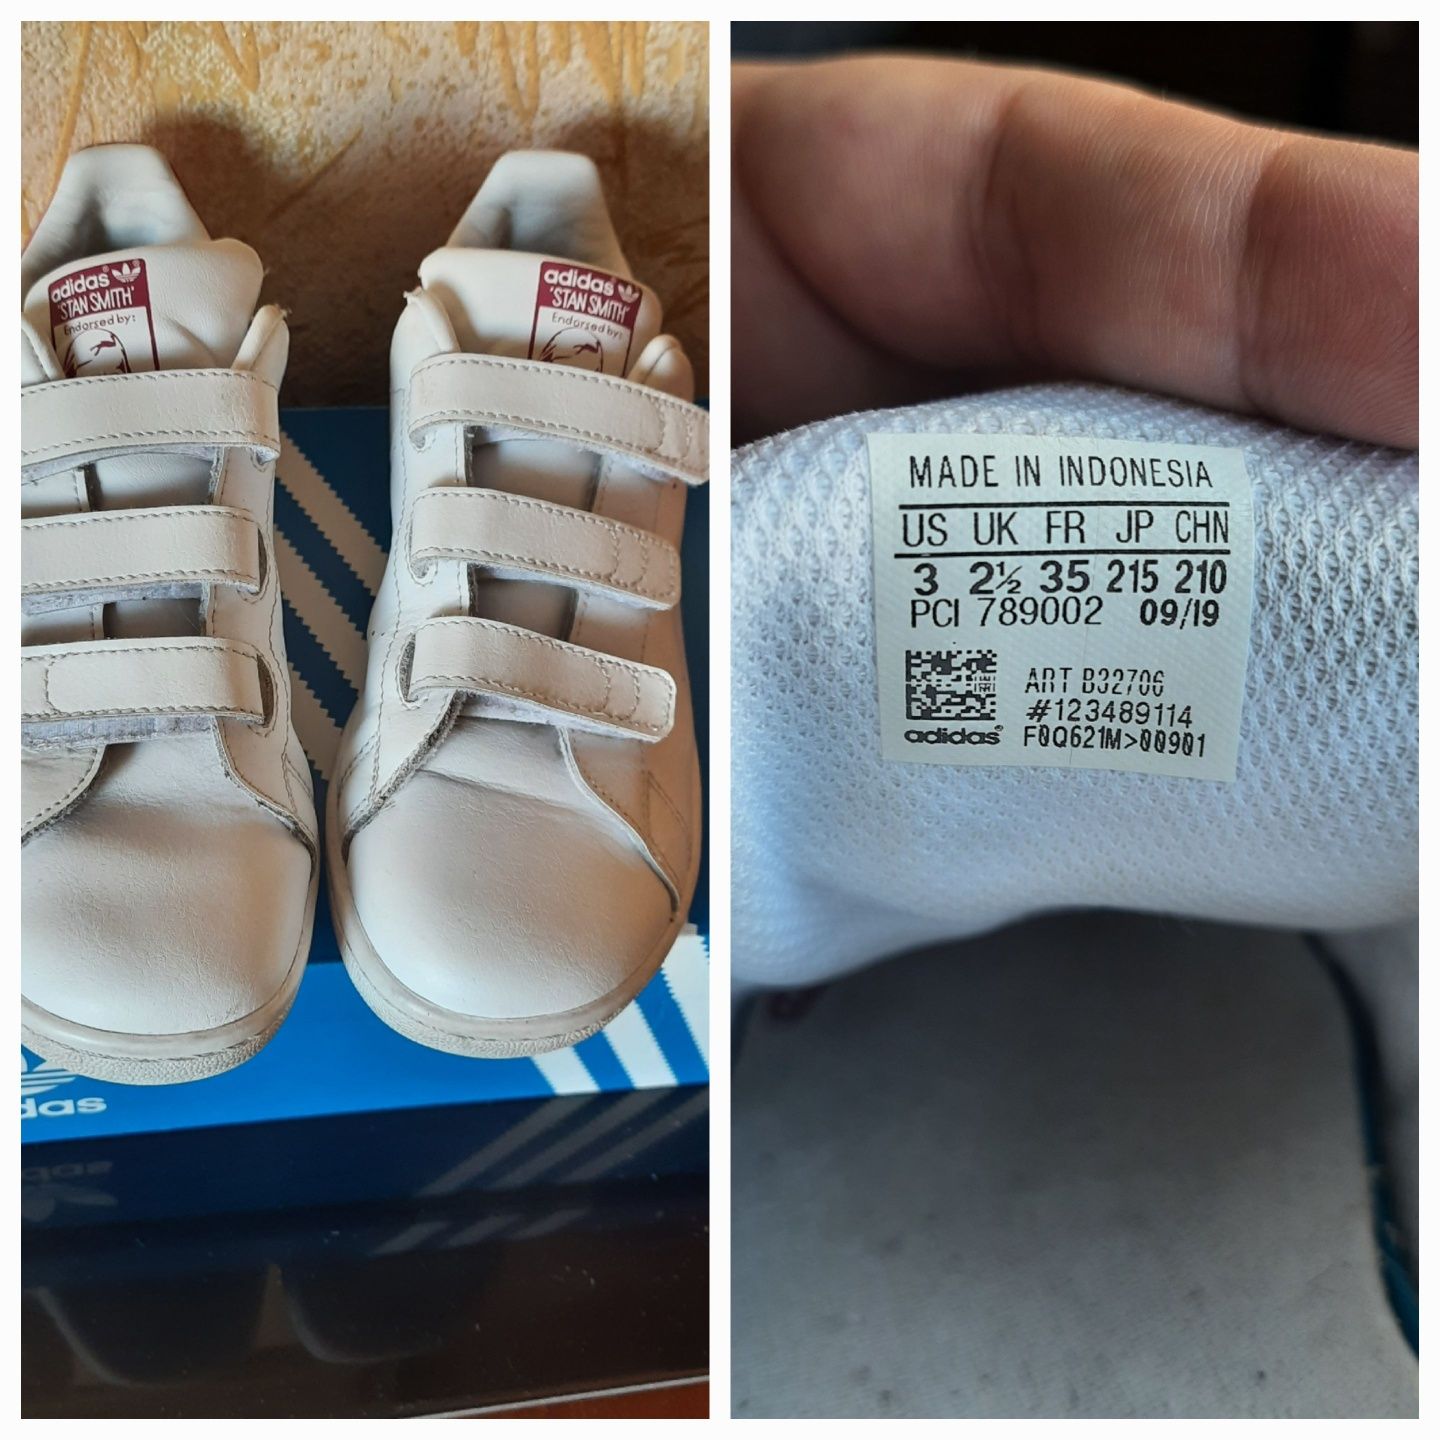 adidas
'STAN SMITH'
Endorsed by:
adidas
'STAN SMITH'
Endorsed by:
das
MADE IN INDONESIA
US UK FR JP CHN
3 2½ 35 215 210
PCI 789002 09/19
ART B32706
#123489114
adidas F0Q621M>00901